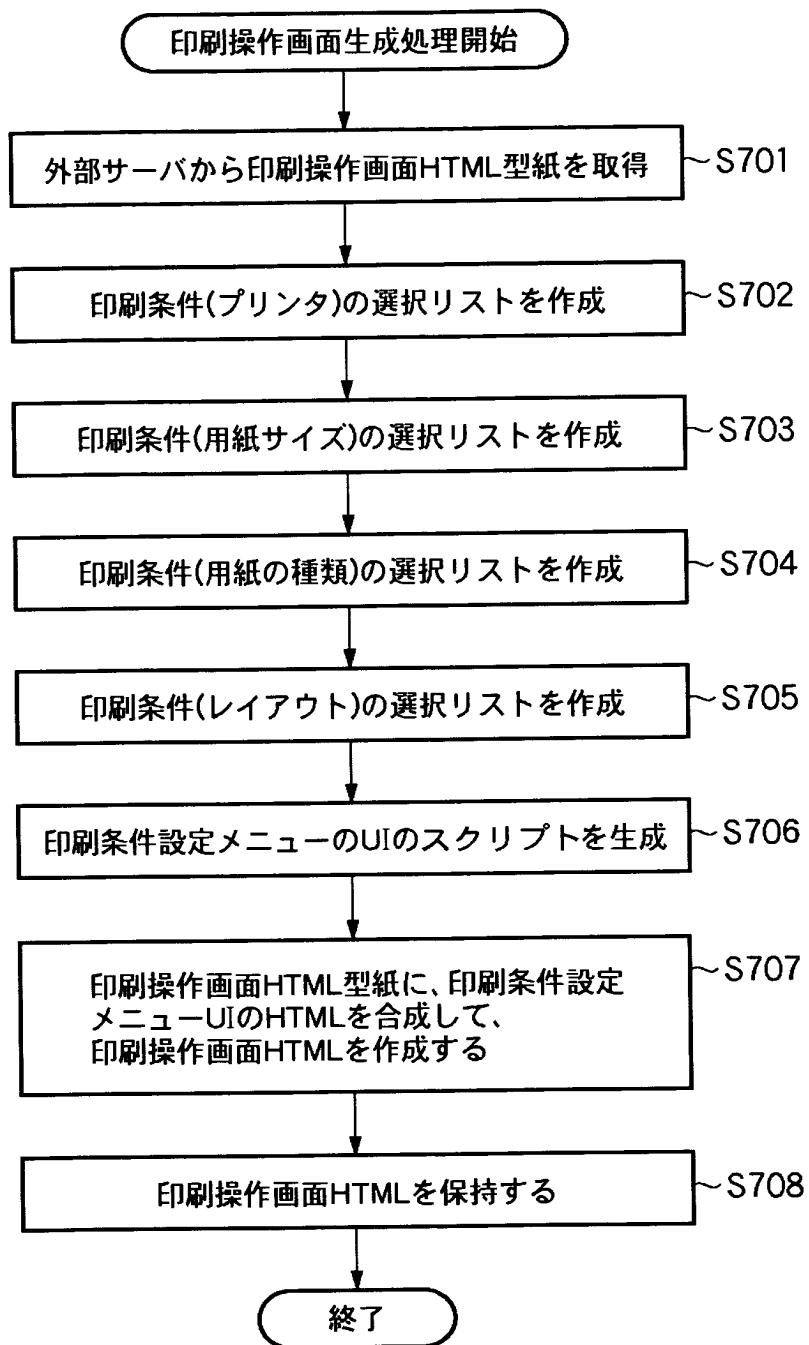 印刷操作画面生成処理開始
外部サーバから印刷操作画面HTML型紙を取得
S701
印刷条件(プリンタ)の選択リストを作成
S702
印刷条件(用紙サイズ)の選択リストを作成
S703
印刷条件(用紙の種類)の選択リストを作成
S704
印刷条件(レイアウト)の選択リストを作成
S705
印刷条件設定メニューのUIのスクリプトを生成
S706
印刷操作画面HTML型紙に、印刷条件設定
メニューUIのHTMLを合成して、
印刷操作画面HTMLを作成する
S707
印刷操作画面HTMLを保持する
S708
終了